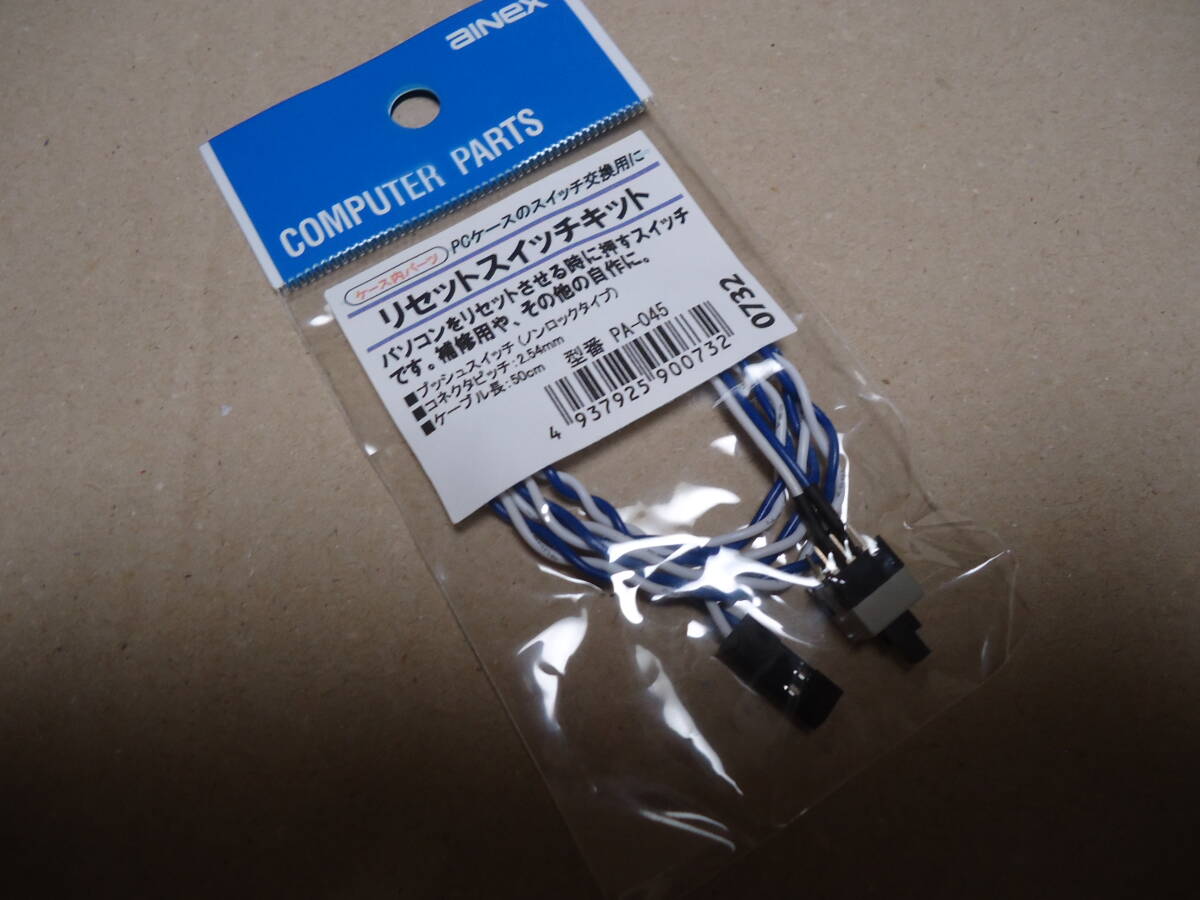 ainex
COMPUTER PARTS
ケース内パーツ PCケースのスイッチ交換用に
リセットスイッチキット
パソコンをリセットさせる時に押すスイッチ
です。補修用や、その他の自作に。
■プッシュスイッチ(ノンロックタイプ)
■コネクタピッチ:2.54mm
■ケーブル長:50cm
型番 PA-045
4 937925 900732
0732